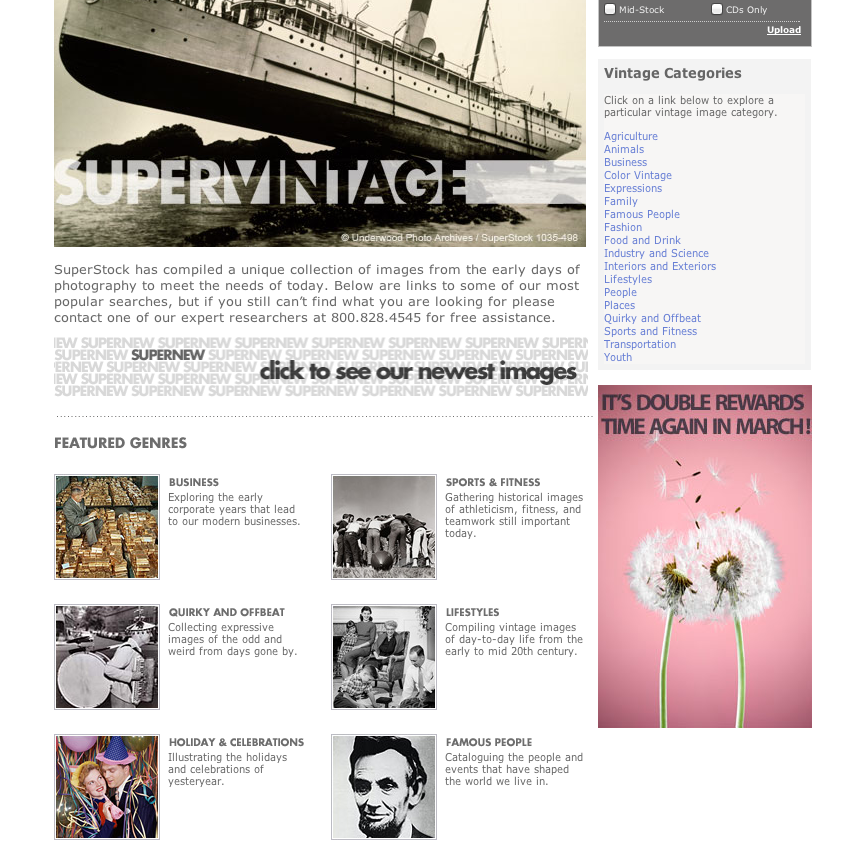 Mid-Stock
CDs Only
Upload
SUPERVINTAGE
© Underwood Photo Archives / SuperStock 1035-498
SuperStock has compiled a unique collection of images from the early days of
photography to meet the needs of today. Below are links to some of our most
popular searches, but if you still can't find what you are looking for please
contact one of our expert researchers at 800.828.4545 for free assistance.
EW SUPERNEW SUPERNEW SUPERNEW SUPERNEW SUPERNEW SUPERNEW SUPERN
SUPERNEW SUPERNEW
click to see our newest images
FEATURED GENRES
BUSINESS
Exploring the early
corporate years that lead
to our modern businesses.
SPORTS & FITNESS
Gathering historical images
of athleticism, fitness, and
teamwork still important
today.
QUIRKY AND OFFBEAT
Collecting expressive
images of the odd and
weird from days gone by.
LIFESTYLES
Compiling vintage images
of day-to-day life from the
early to mid 20th century.
HOLIDAY & CELEBRATIONS
Illustrating the holidays
and celebrations of
yesteryear.
FAMOUS PEOPLE
Cataloguing the people and
events that have shaped
the world we live in.
Vintage Categories
Click on a link below to explore a
particular vintage image category.
Agriculture
Animals
Business
Color Vintage
Expressions
Family
Famous People
Fashion
Food and Drink
Industry and Science
Interiors and Exteriors
Lifestyles
People
Places
Quirky and Offbeat
Sports and Fitness
Transportation
Youth
IT'S DOUBLE REWARDS
TIME AGAIN IN MARCH!